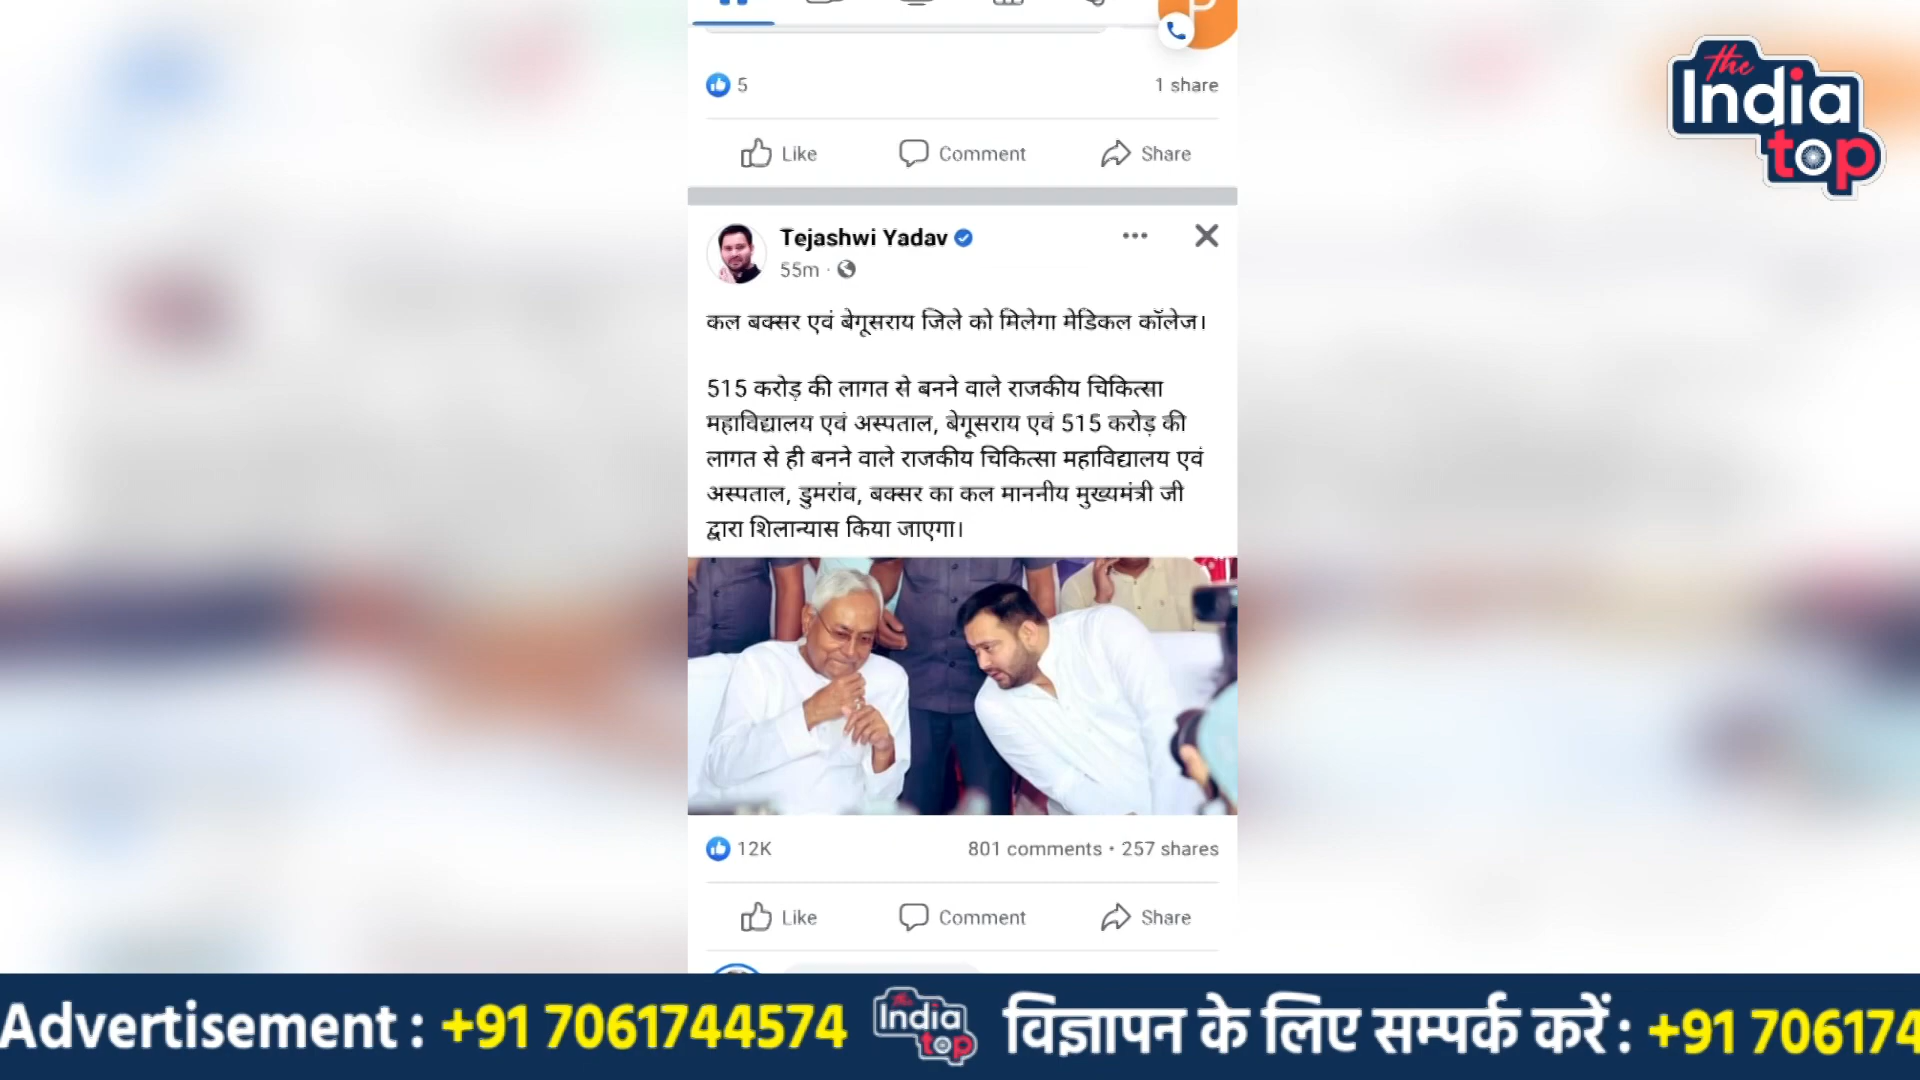 the
India
top
5
1 share
Like
Comment
Share
Tejashwi Yadav
55m
कल बक्सर एवं बेगूसराय जिले को मिलेगा मेडिकल कॉलेज।
515 करोड़ की लागत से बनने वाले राजकीय चिकित्सा
महाविद्यालय एवं अस्पताल, बेगूसराय एवं 515 करोड़ की
लागत से ही बनने वाले राजकीय चिकित्सा महाविद्यालय एवं
अस्पताल, डुमरांव, बक्सर का कल माननीय मुख्यमंत्री जी
द्वारा शिलान्यास किया जाएगा।
12K
801 comments • 257 shares
Like
Comment
Share
Advertisement : +91 7061744574 the India top विज्ञापन के लिए सम्पर्क करें : +91 706174